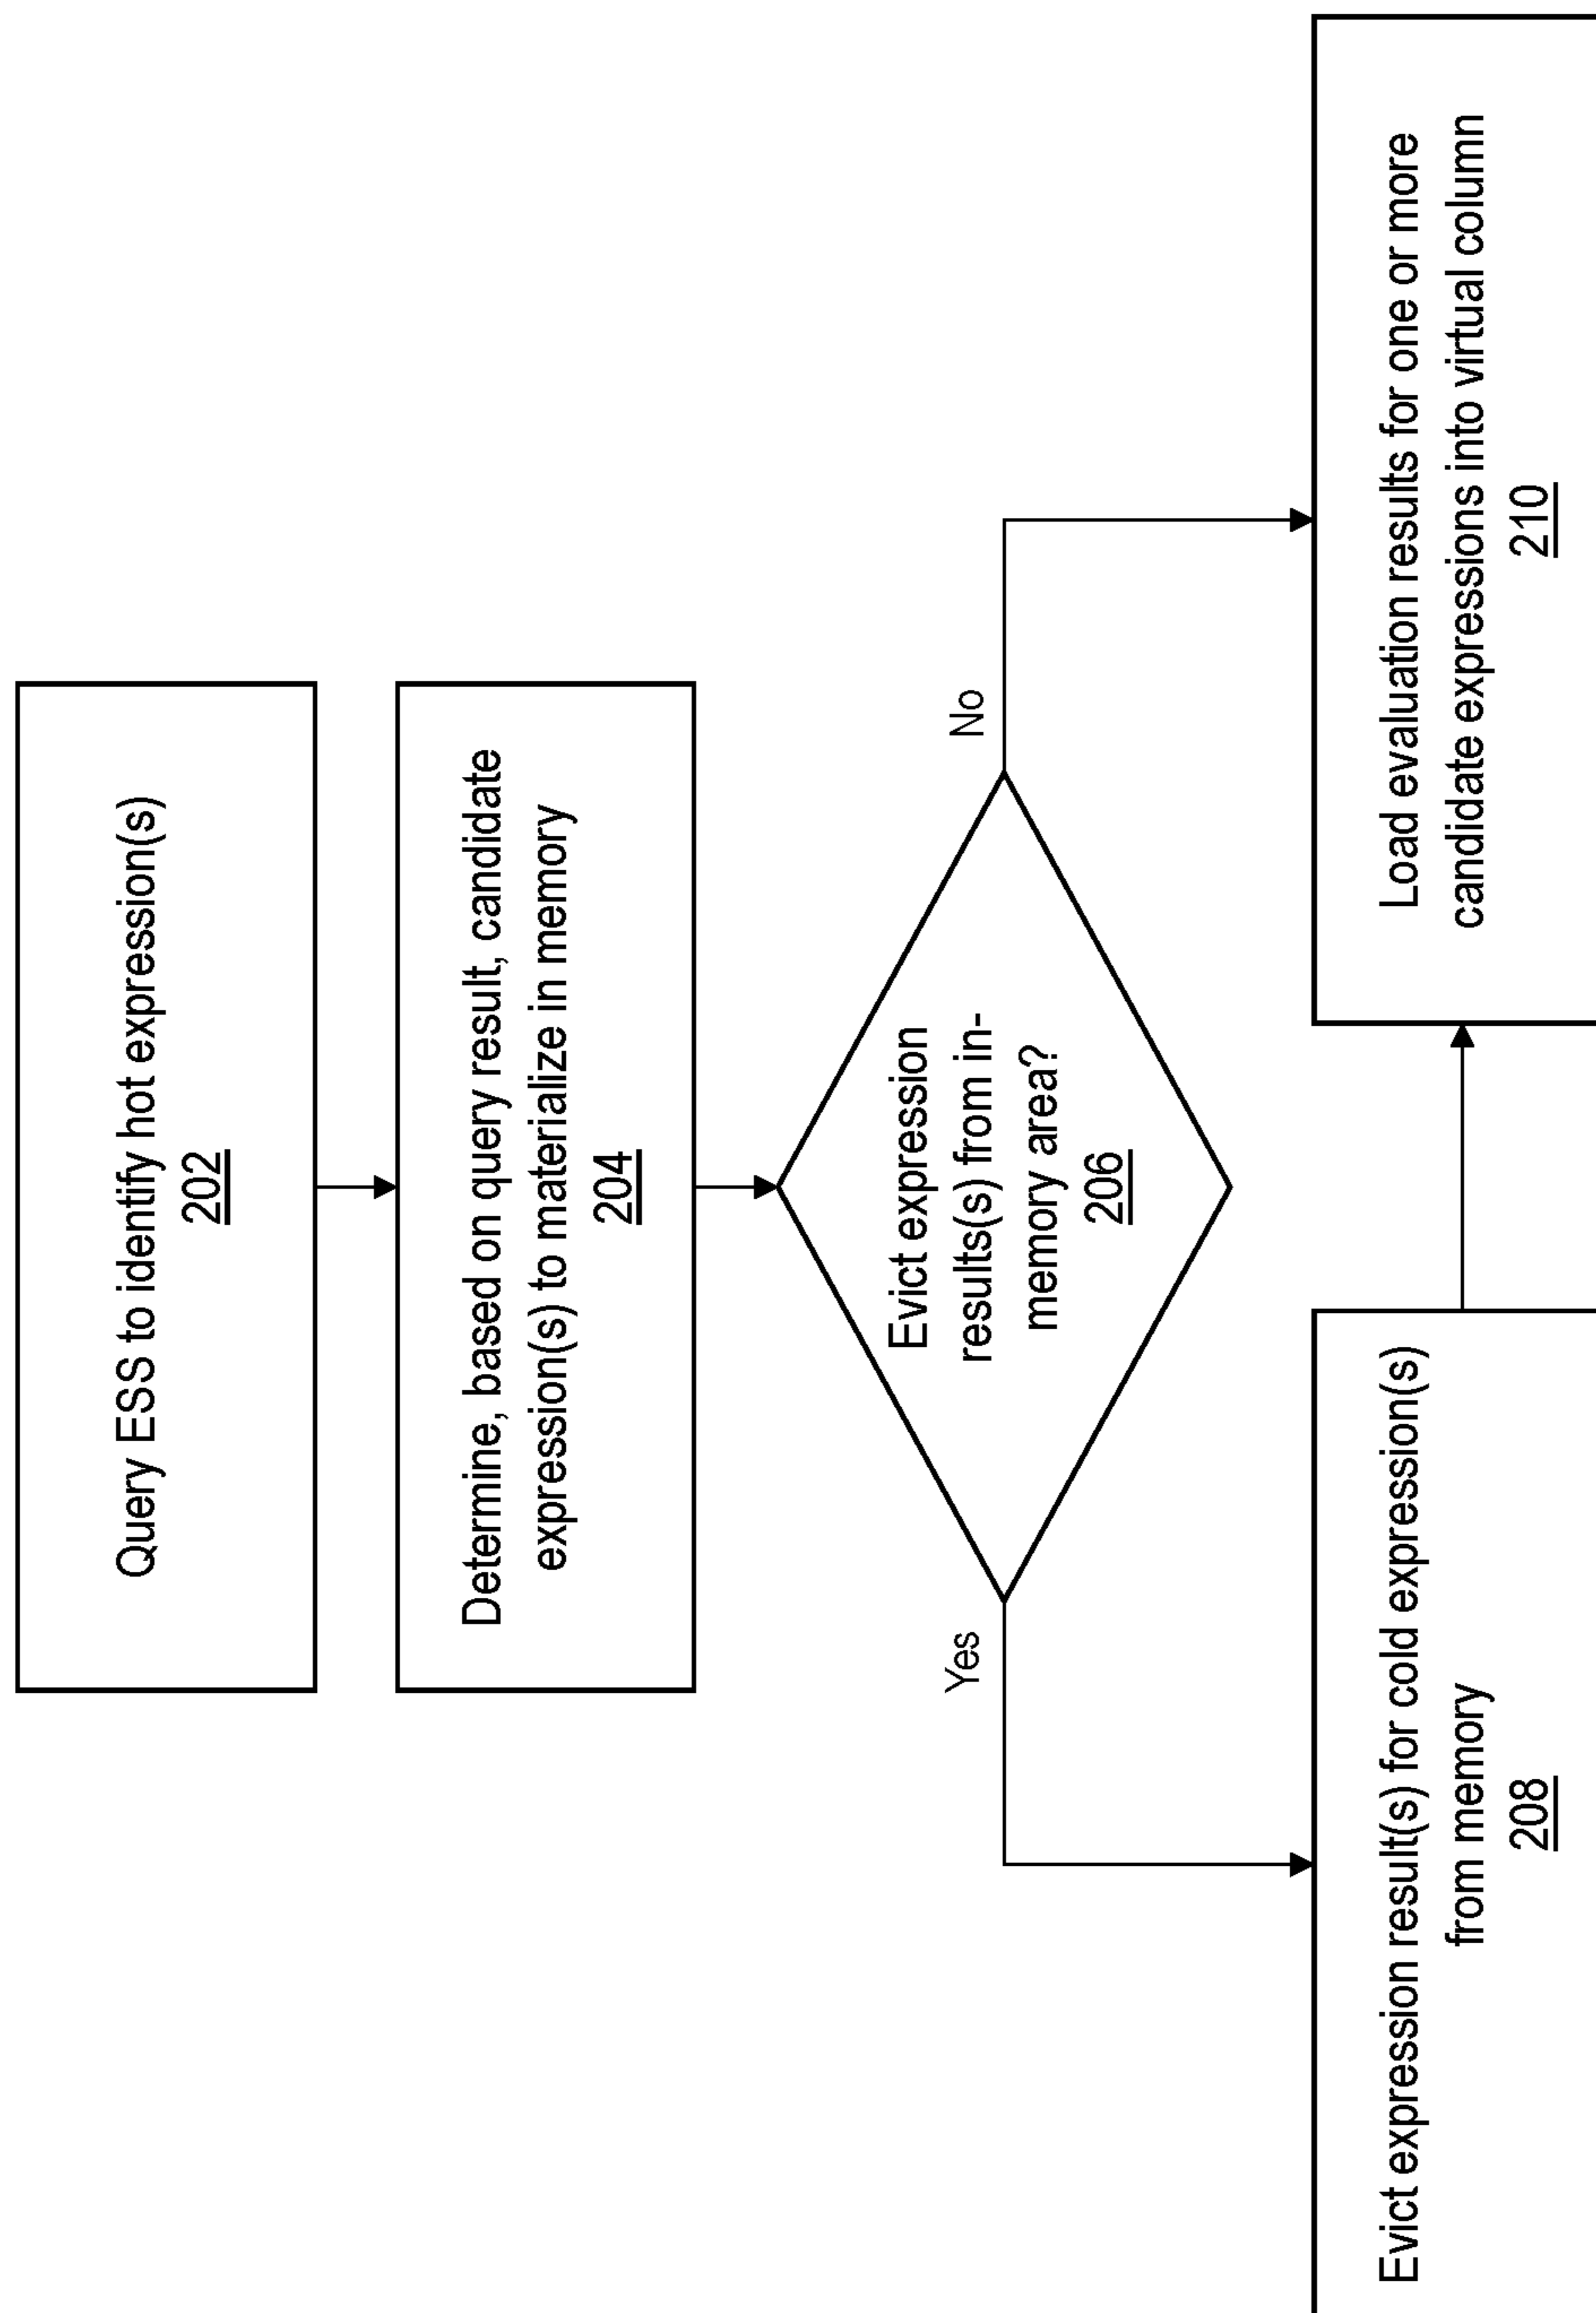 Query ESS to identify hot expression(s)
202
Determine, based on query result, candidate
expression(s) to materialize in memory
204
Evict expression
results(s) from in-
memory area?
206
Yes
No
Evict expression result(s) for cold expression(s)
from memory
208
Load evaluation results for one or more
candidate expressions into virtual column
210